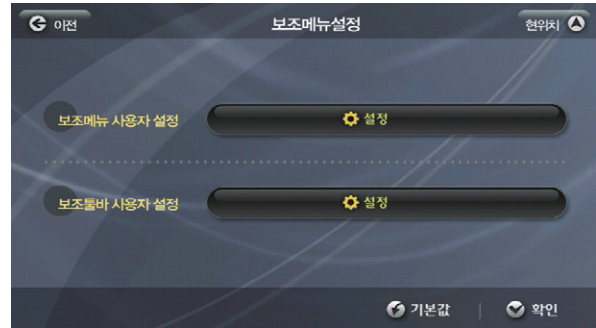 이전
보조메뉴설정
현위치
보조메뉴 사용자 설정
설정
보조툴바 사용자 설정
설정
기본값
확인